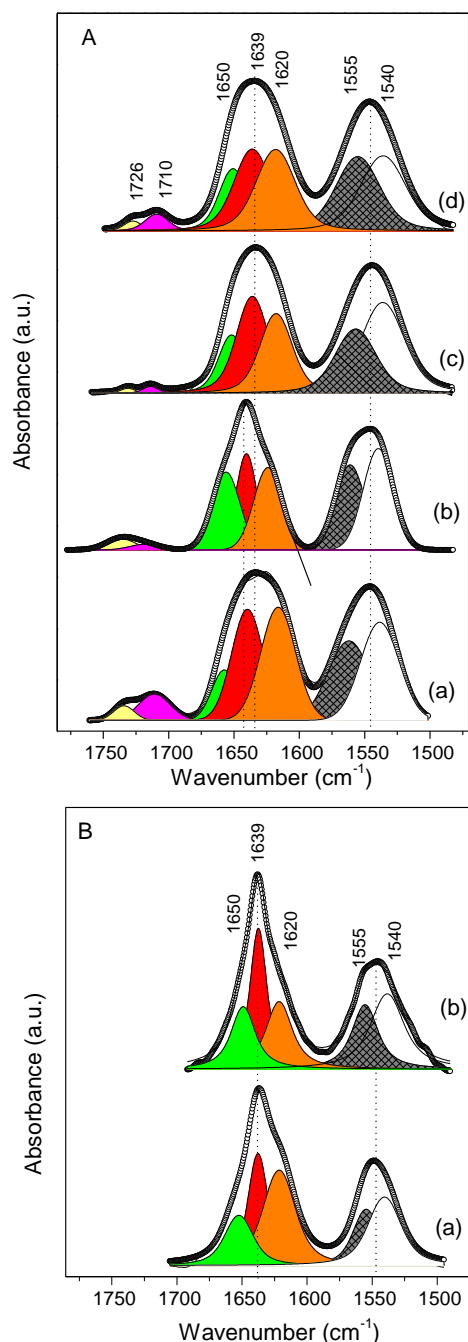 A
1650
1639
1620
1555
1540
1726
1710
(d)
(c)
(b)
(a)
Absorbance (a.u.)
1750 1700 1650 1600 1550 1500
Wavenumber (cm-1)
B
1650
1639
1620
1555
1540
(b)
(a)
Absorbance (a.u.)
1750 1700 1650 1600 1550 1500
Wavenumber (cm-1)